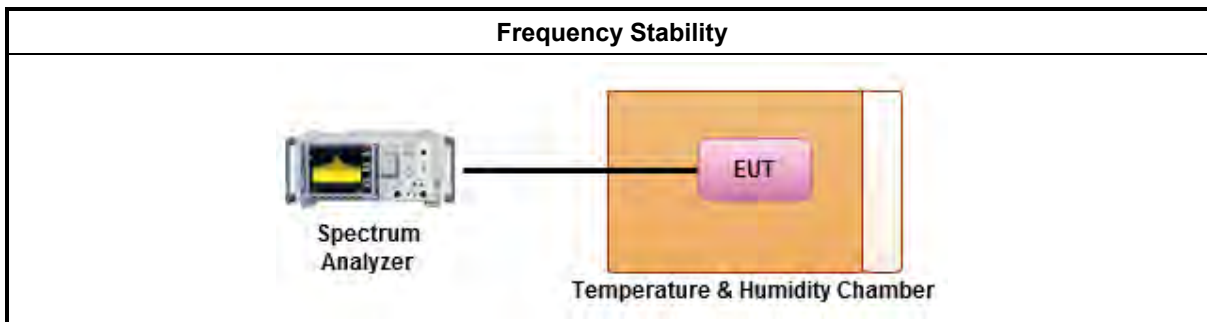 Frequency Stability
EUT
Spectrum
Analyzer
Temperature & Humidity Chamber